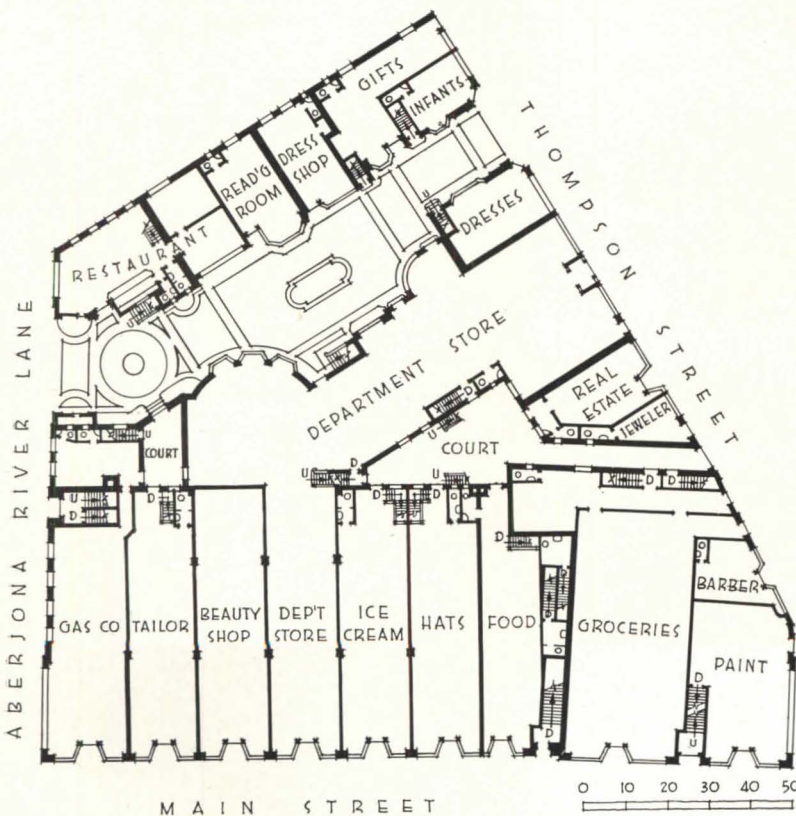 GIFTS
INFANTS
DRESS
SHOP
READ'G
ROOM
DRESSES
RESTAURANT
D
U
U
U
THOMPSON STREET
ABERJONA RIVER LANE
DEPARTMENT STORE
REAL
ESTATE
JEWELER
D
U
COURT
U
COURT
D
U
U
D
D
D
D
U
D
D
D
D
D
GAS CO
TAILOR
BEAUTY
SHOP
DEP'T
STORE
ICE
CREAM
HATS
FOOD
GROCERIES
BARBER
PAINT
D
D
U
MAIN STREET
0 10 20 30 40 50